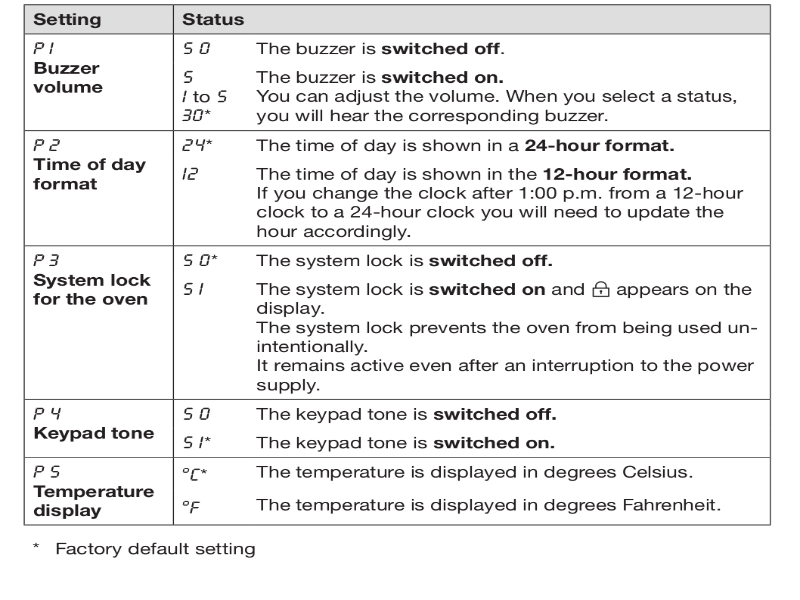 Setting Status
P 1 S 0 The buzzer is switched off.
Buzzer
volume
S The buzzer is switched on.
1 to S You can adjust the volume. When you select a status,
30* you will hear the corresponding buzzer.
P 2 24* The time of day is shown in a 24-hour format.
Time of day
format
12 The time of day is shown in the 12-hour format.
If you change the clock after 1:00 p.m. from a 12-hour
clock to a 24-hour clock you will need to update the
hour accordingly.
P 3 S 0* The system lock is switched off.
System lock
for the oven
S 1 The system lock is switched on and appears on the
display.
The system lock prevents the oven from being used un-
intentionally.
It remains active even after an interruption to the power
supply.
P 4 S 0 The keypad tone is switched off.
Keypad tone
S 1* The keypad tone is switched on.
P 5 °C* The temperature is displayed in degrees Celsius.
Temperature
display
°F The temperature is displayed in degrees Fahrenheit.
* Factory default setting